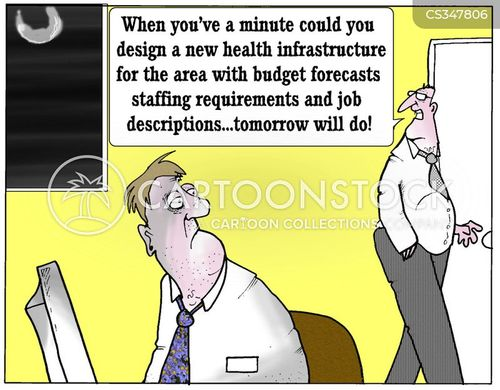 CS347806
When you've a minute could you
design a new health infrastructure
for the area with budget forecasts
staffing requirements and job
descriptions...tomorrow will do!
CARTOONSTOCK
CARTOON COLLECTIONS COMPANY